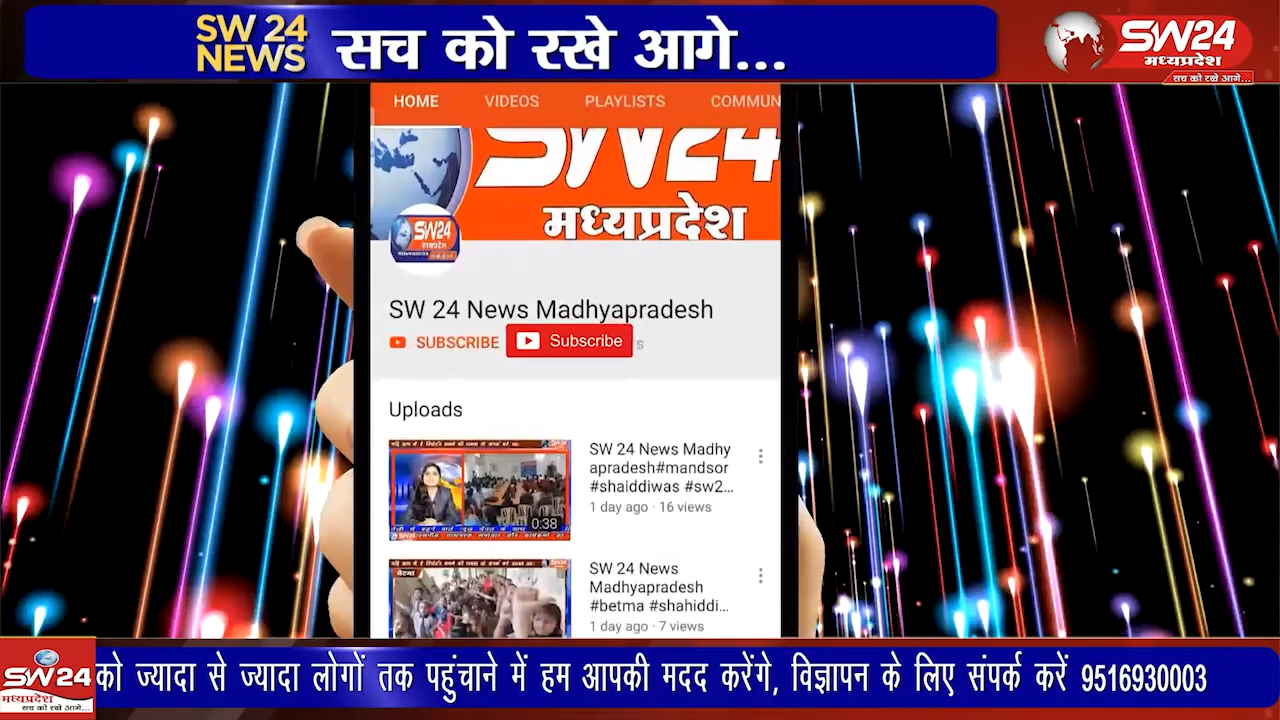 SW 24
NEWS
सच को रखे आगे...
SW24
मध्यप्रदेश
सच को रखे आगे...
HOME VIDEOS PLAYLISTS COMMUN
SW24
मध्यप्रदेश
SW24
SW 24 News Madhyapradesh
SUBSCRIBE
Subscribe
Uploads
SW 24 News Madhy
apradesh#mandsor
#shaiddiwas #sw2...
1 day ago · 16 views
0:38
SW 24 News
Madhyapradesh
#betma #shahiddi...
1 day ago · 7 views
SW24
मध्यप्रदेश
सच को रखे आगे...
को ज्यादा से ज्यादा लोगों तक पहुंचाने में हम आपकी मदद करेंगे, विज्ञापन के लिए संपर्क करें 9516930003